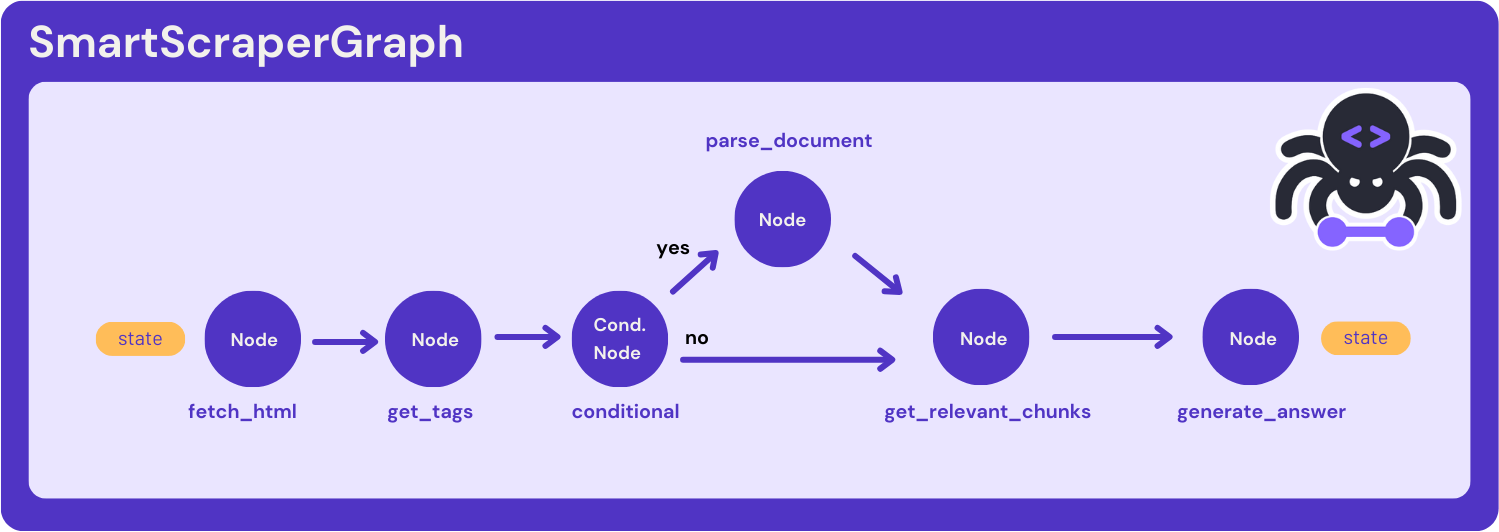 SmartScraperGraph
<>
parse_document
Node
yes
state
Node
Node
Cond.
Node
no
Node
Node
state
fetch_html
get_tags
conditional
get_relevant_chunks
generate_answer